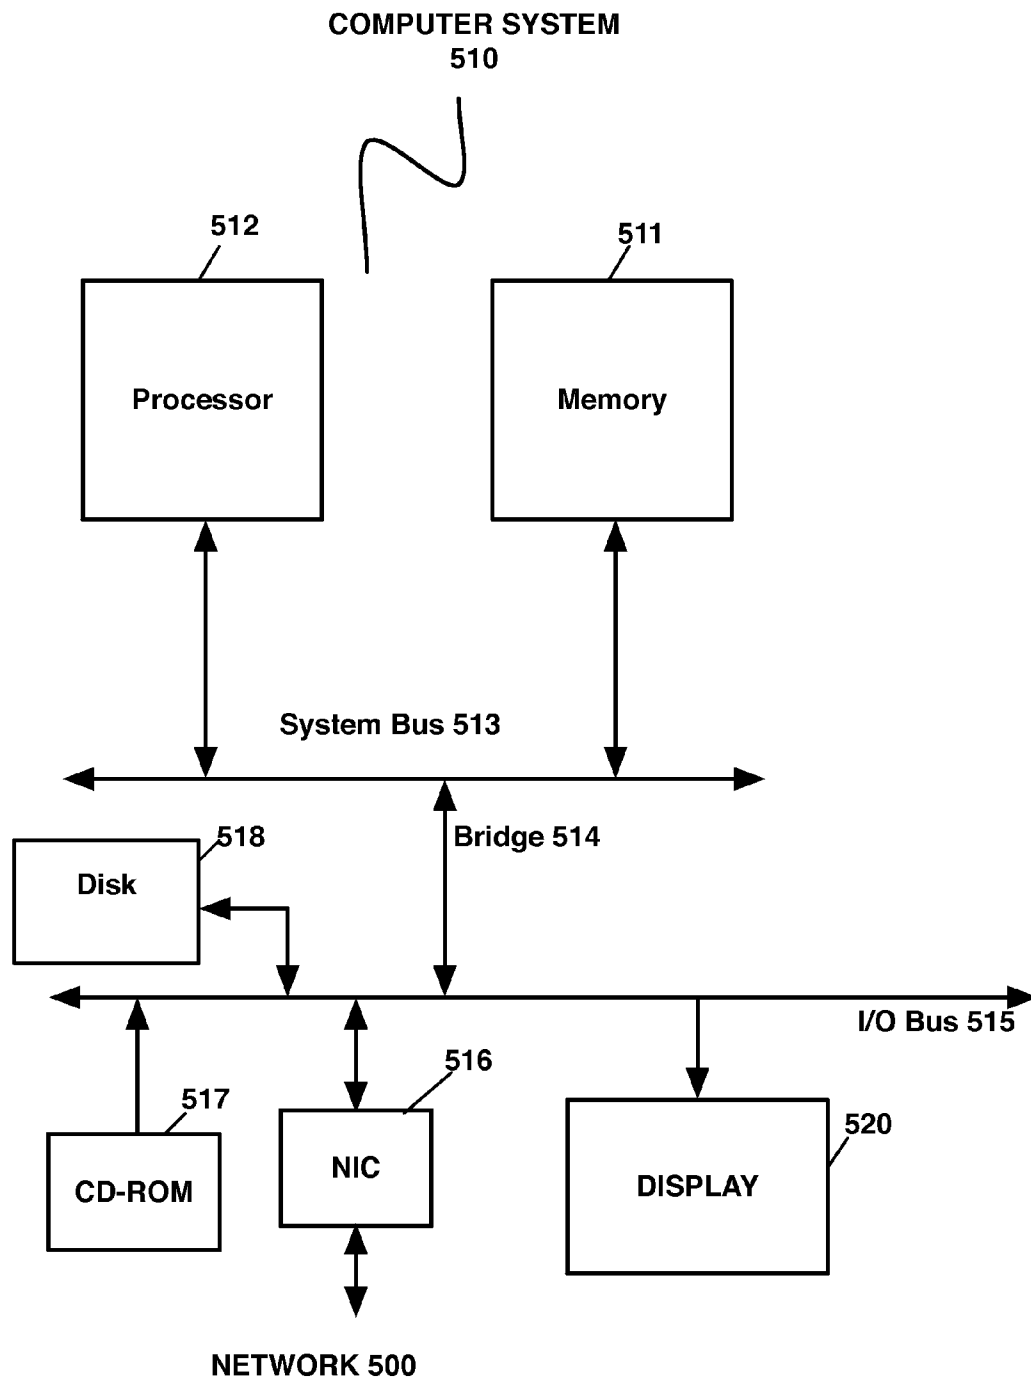 COMPUTER SYSTEM
510
512
511
Processor
Memory
System Bus 513
Bridge 514
518
Disk
I/O Bus 515
516
517
520
NIC
CD-ROM
DISPLAY
NETWORK 500